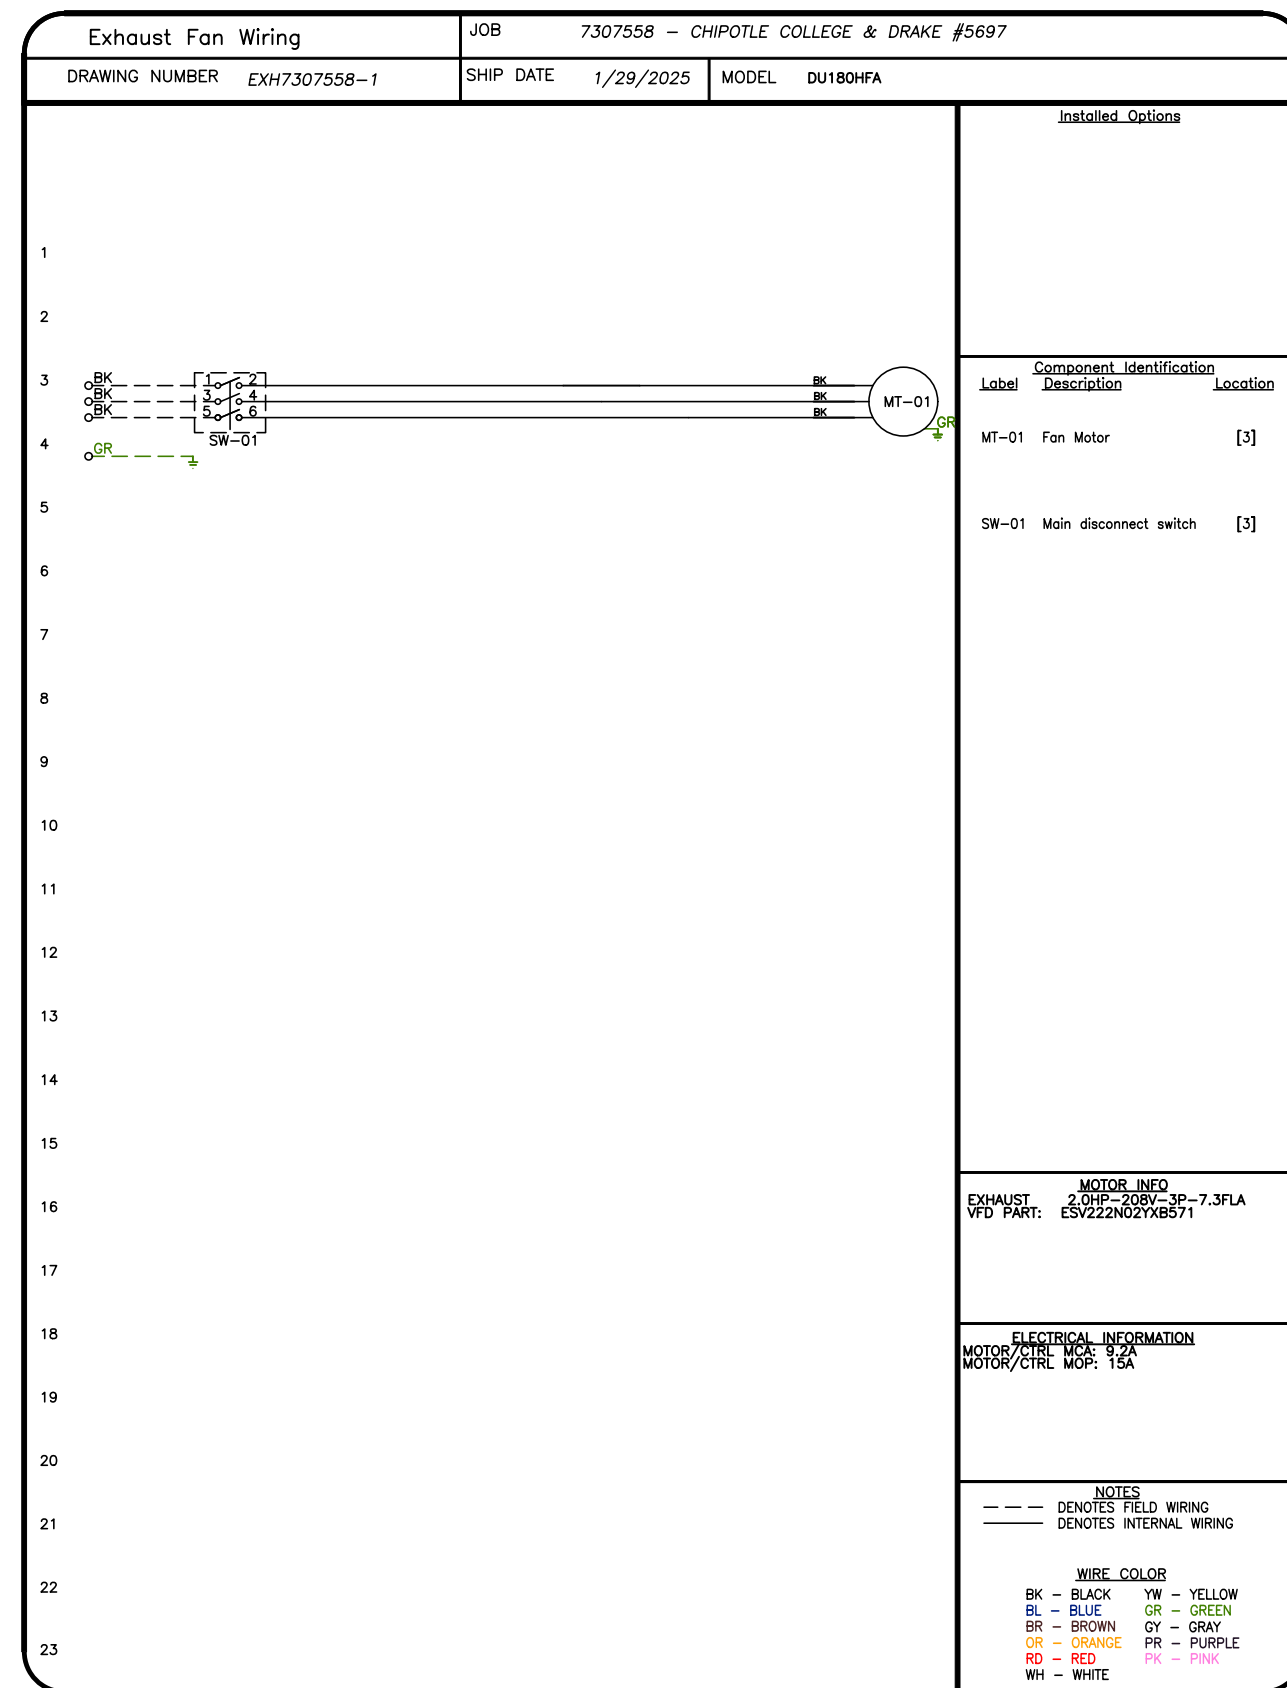 Exhaust Fan Wiring
JOB 7307558 - CHIPOTLE COLLEGE & DRAKE #5697
DRAWING NUMBER EXH7307558-1
SHIP DATE 1/29/2025
MODEL DU180HFA
Installed Options
1
2
3
BK 1 2 BK
BK 3 4 BK
BK 5 6 BK
MT-01
GR
SW-01
4
GR
5
6
7
8
9
10
11
12
13
14
15
16
17
18
19
20
21
22
23
Component Identification
Label Description Location
MT-01 Fan Motor [3]
SW-01 Main disconnect switch [3]
MOTOR INFO
EXHAUST 2.0HP-208V-3P-7.3FLA
VFD PART: ESV222N02YXB571
ELECTRICAL INFORMATION
MOTOR/CTRL MCA: 9.2A
MOTOR/CTRL MOP: 15A
NOTES
DENOTES FIELD WIRING
DENOTES INTERNAL WIRING
WIRE COLOR
BK - BLACK YW - YELLOW
BL - BLUE GR - GREEN
BR - BROWN GY - GRAY
OR - ORANGE PR - PURPLE
RD - RED PK - PINK
WH - WHITE